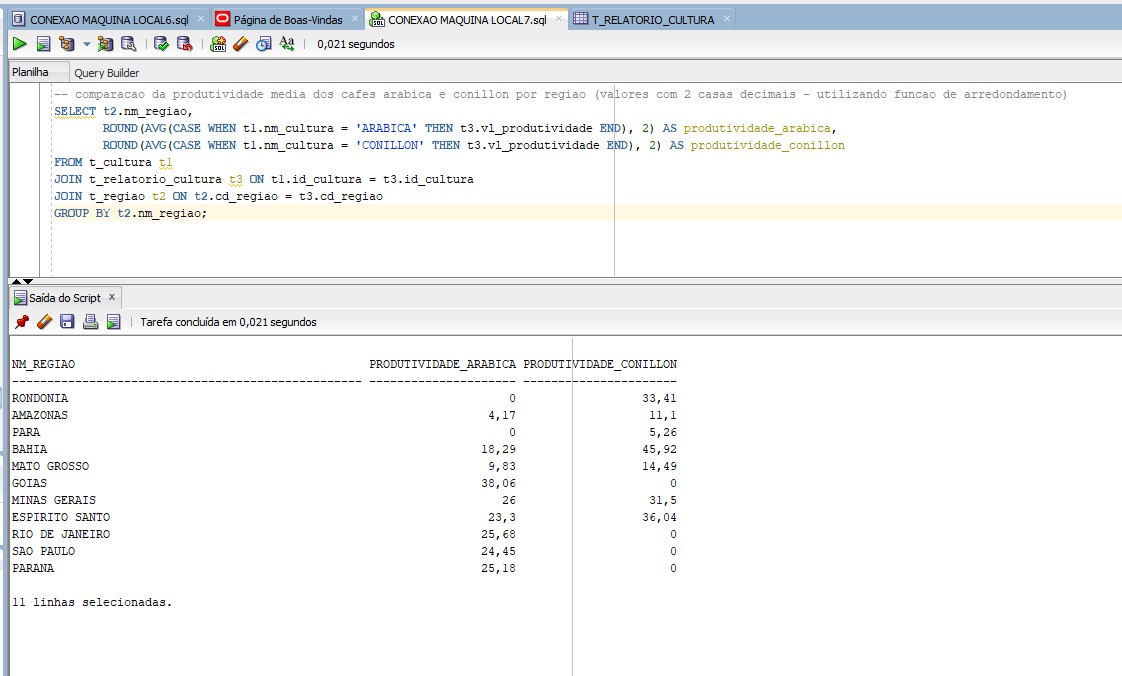 CONEXAO MAQUINA LOCAL6.sql × Página de Boas-Vindas × CONEXAO MAQUINA LOCAL7.sql × T_RELATORIO_CULTURA ×
SQL Aa 0,021 segundos
Planilha Query Builder
-- comparacao da produtividade media dos cafes arabica e conillon por regiao (valores com 2 casas decimais - utilizando funcao de arredondamento)
SELECT t2.nm_regiao,
ROUND(AVG(CASE WHEN t1.nm_cultura = 'ARABICA' THEN t3.vl_produtividade END), 2) AS produtividade_arabica,
ROUND(AVG(CASE WHEN t1.nm_cultura = 'CONILLON' THEN t3.vl_produtividade END), 2) AS produtividade_conillon
FROM t_cultura t1
JOIN t_relatorio_cultura t3 ON t1.id_cultura = t3.id_cultura
JOIN t_regiao t2 ON t2.cd_regiao = t3.cd_regiao
GROUP BY t2.nm_regiao;
Saída do Script ×
Tarefa concluída em 0,021 segundos
NM_REGIAO PRODUTIVIDADE_ARABICA PRODUTIVIDADE_CONILLON
-------------------------------------------------- --------------------- ----------------------
RONDONIA 0 33,41
AMAZONAS 4,17 11,1
PARA 0 5,26
BAHIA 18,29 45,92
MATO GROSSO 9,83 14,49
GOIAS 38,06 0
MINAS GERAIS 26 31,5
ESPIRITO SANTO 23,3 36,04
RIO DE JANEIRO 25,68 0
SAO PAULO 24,45 0
PARANA 25,18 0
11 linhas selecionadas.